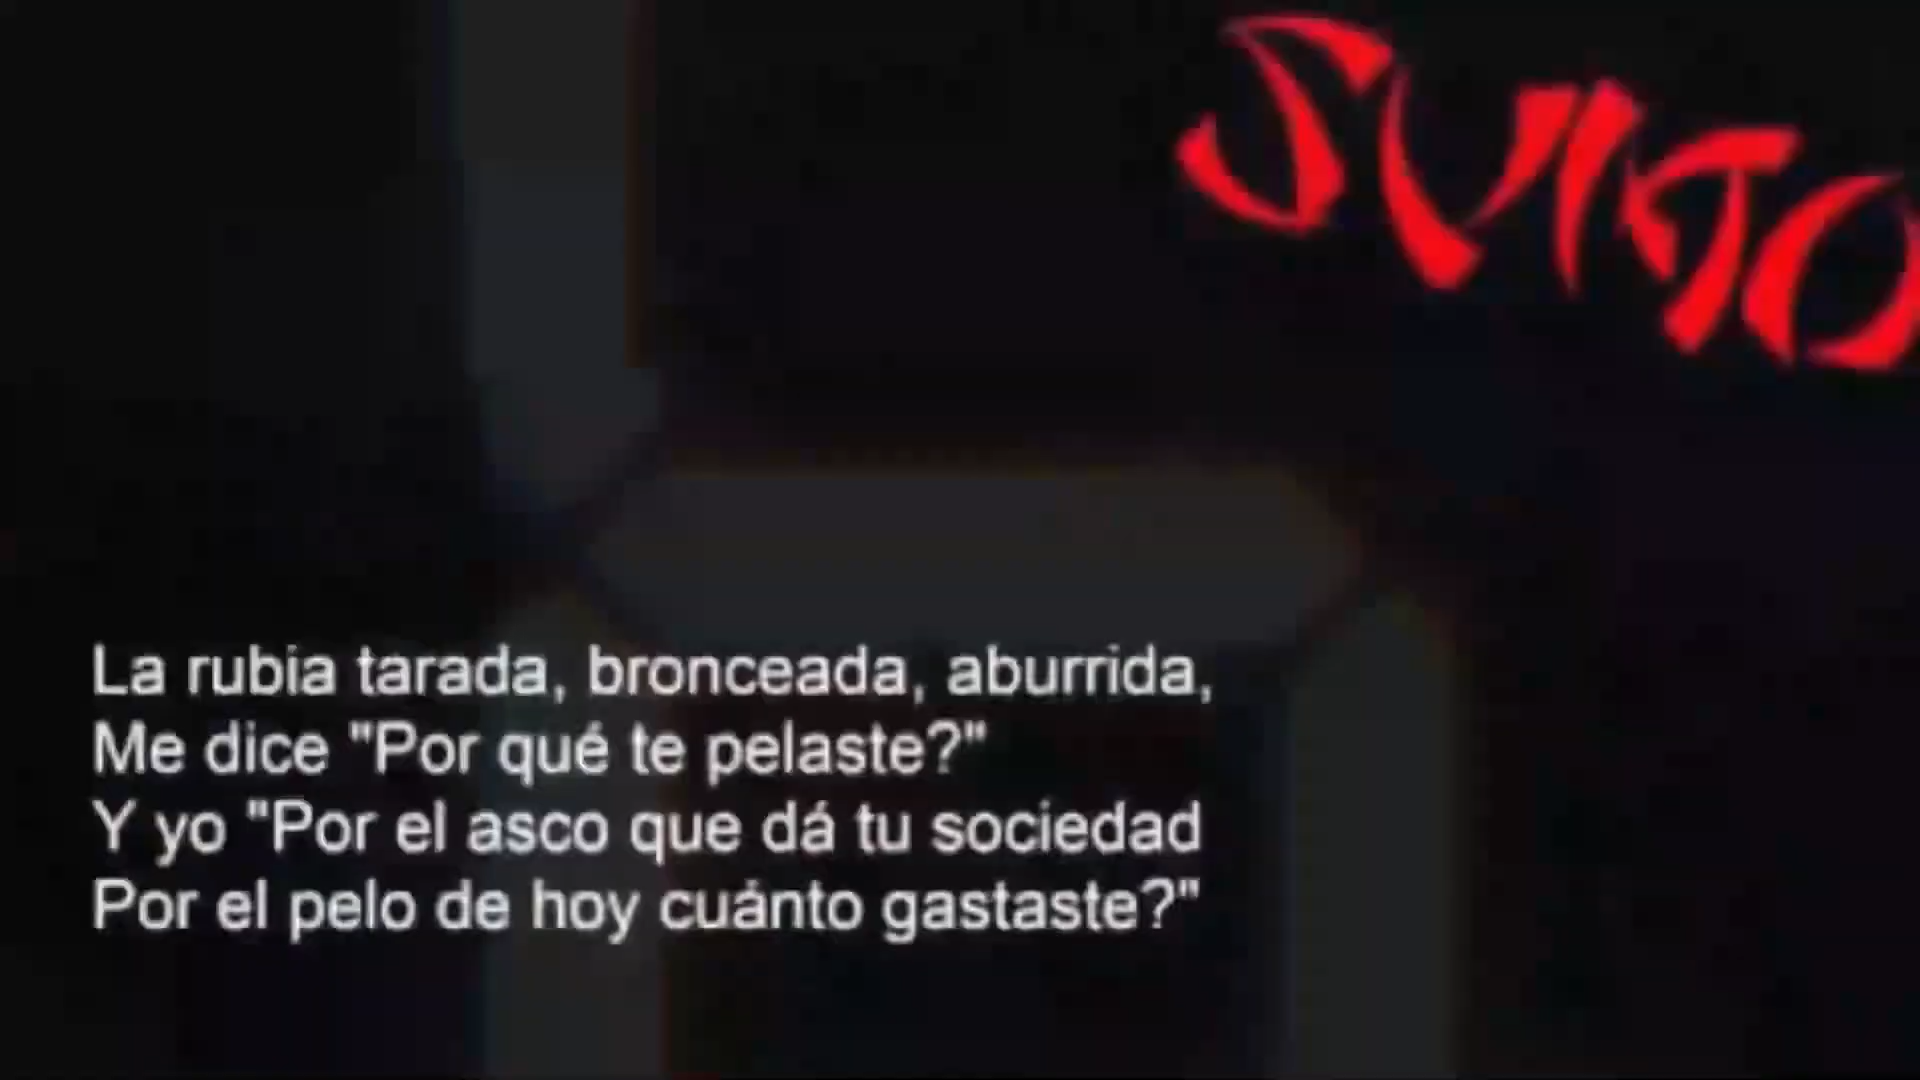 SUMO
La rubia tarada, bronceada, aburrida,
Me dice "Por qué te pelaste?"
Y yo "Por el asco que dá tu sociedad
Por el pelo de hoy cuánto gastaste?"